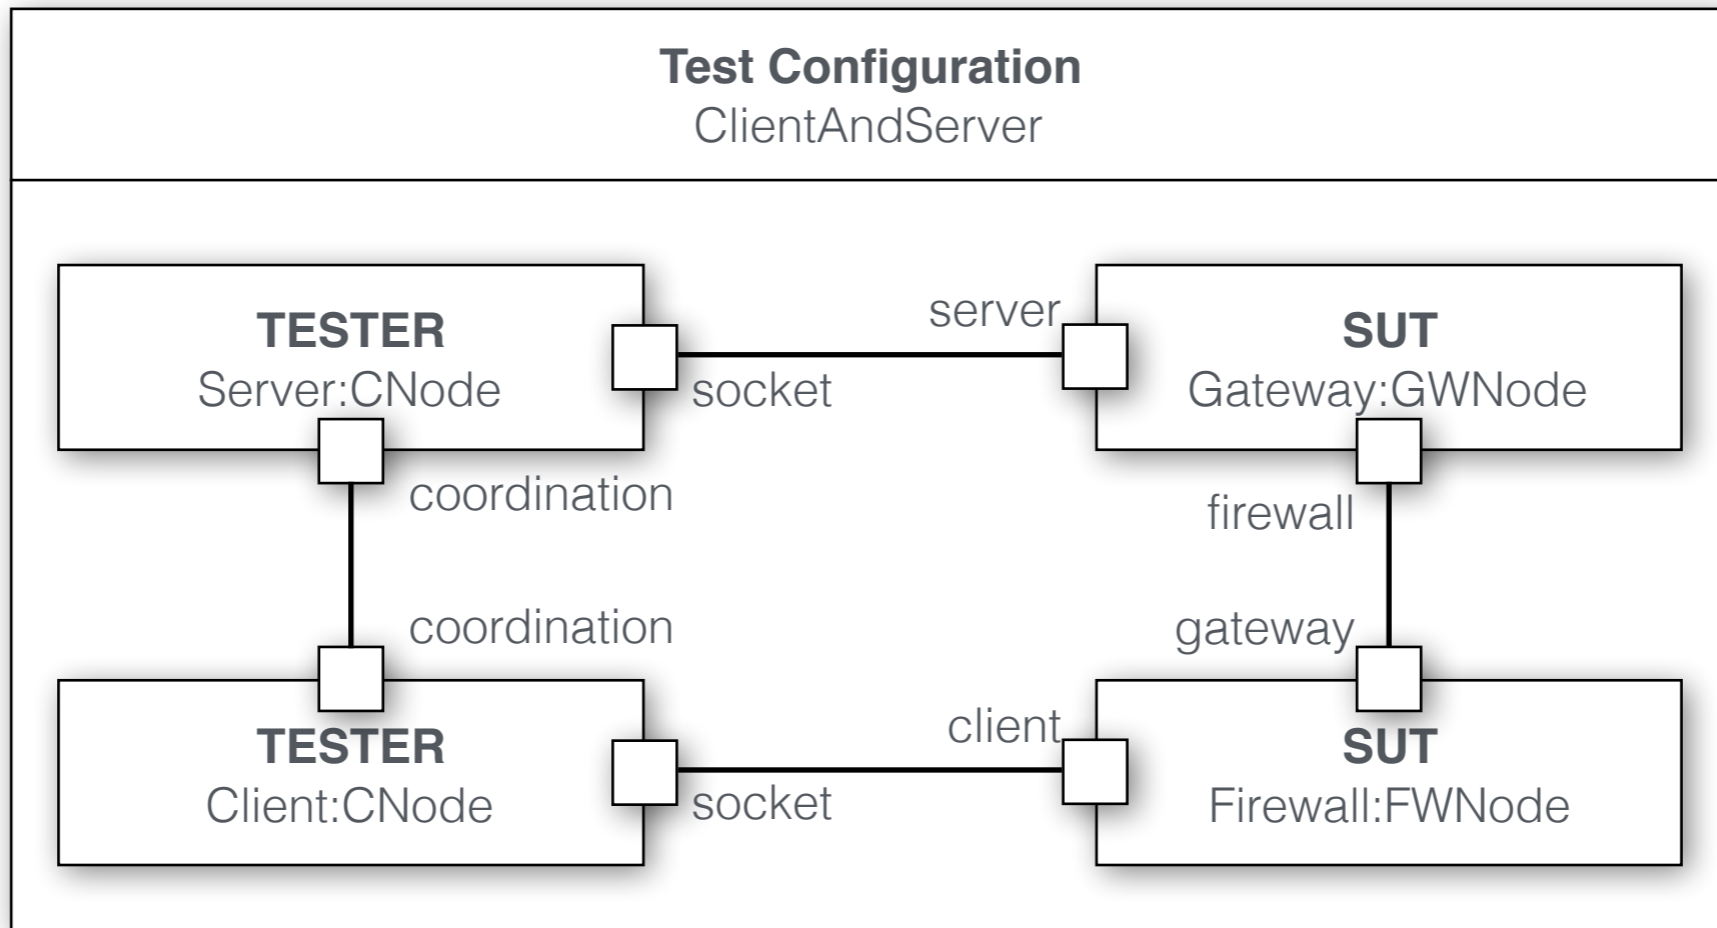 Test Configuration
ClientAndServer
TESTER
Server:CNode
socket
server
SUT
Gateway:GWNode
coordination
firewall
coordination
gateway
TESTER
Client:CNode
socket
client
SUT
Firewall:FWNode